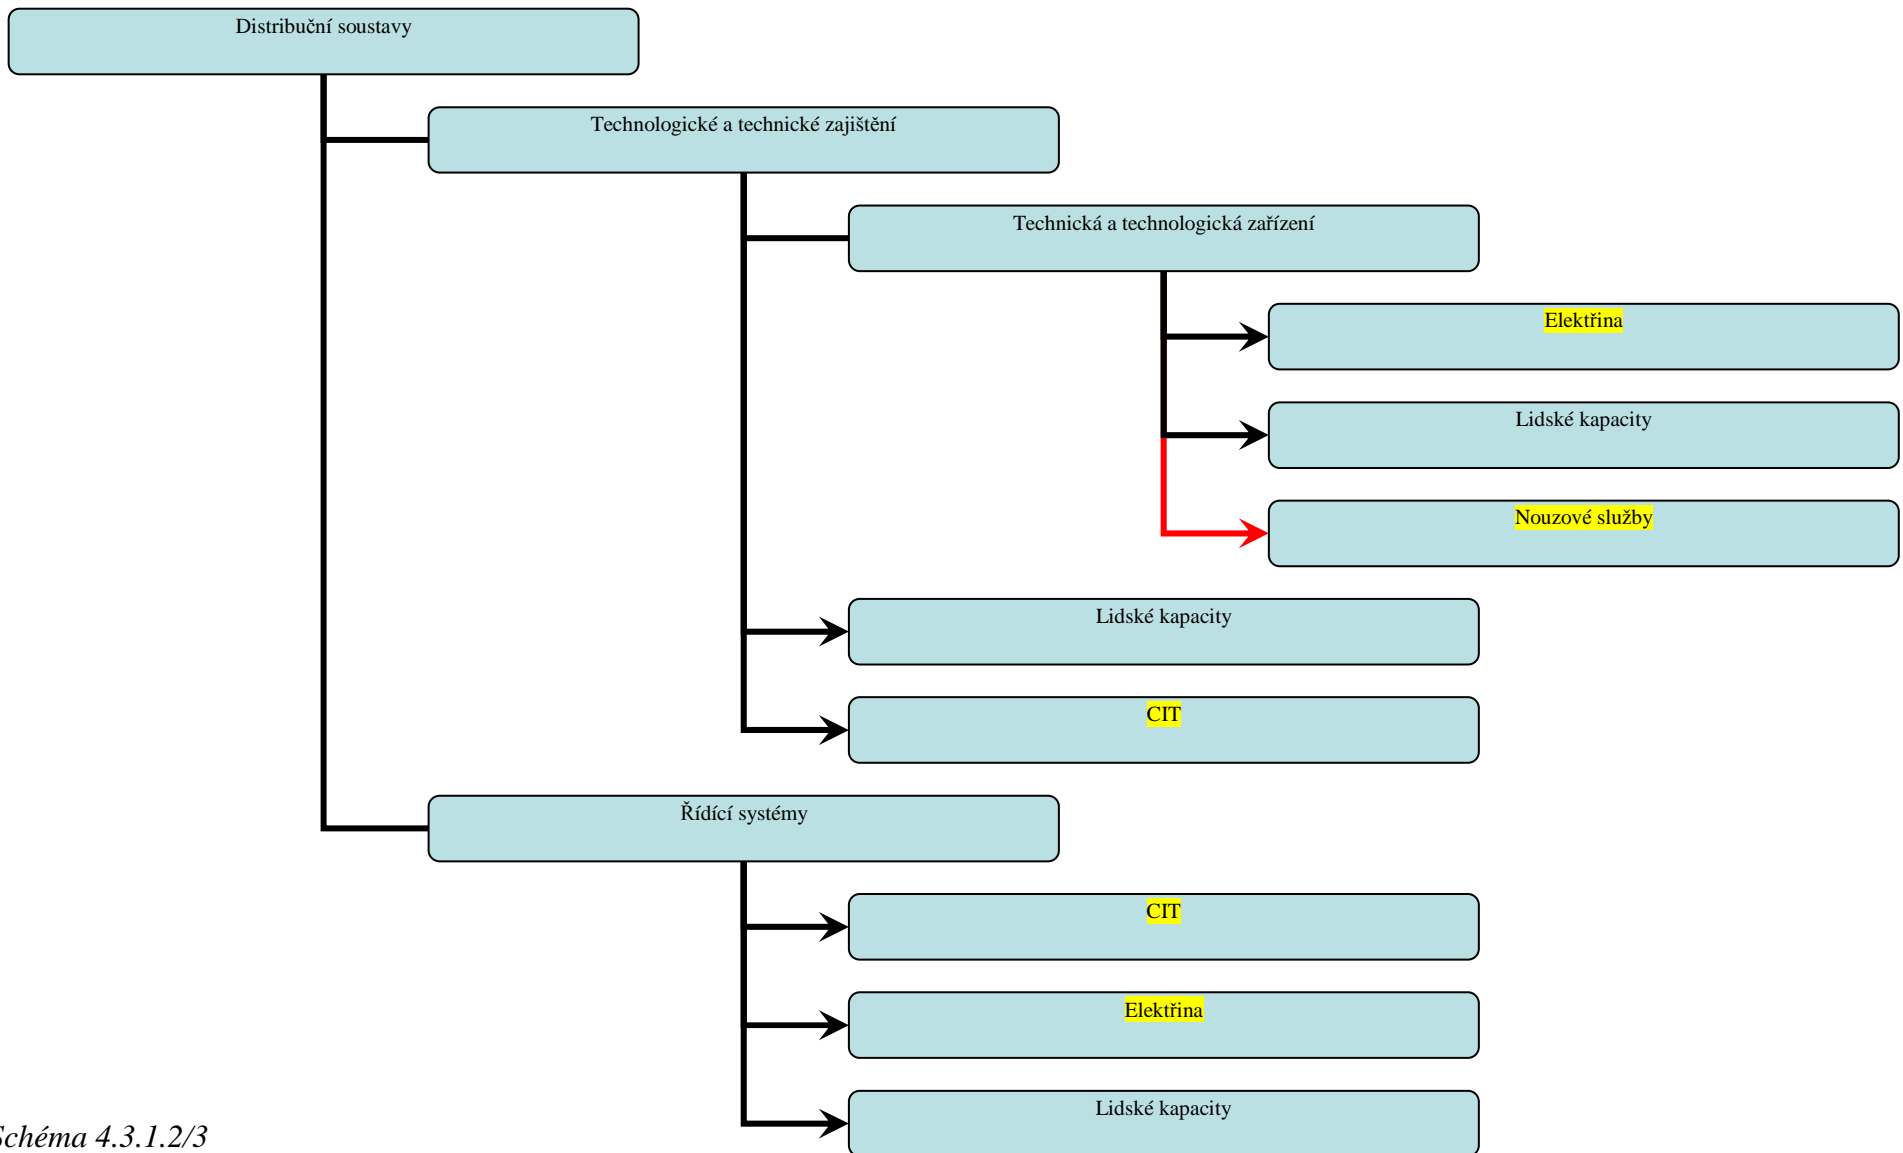 Distribuční soustavy
Technologické a technické zajištění
Technická a technologická zařízení
Elektřina
Lidské kapacity
Nouzové služby
Lidské kapacity
CIT
Řídící systémy
CIT
Elektřina
Lidské kapacity
Schéma 4.3.1.2/3